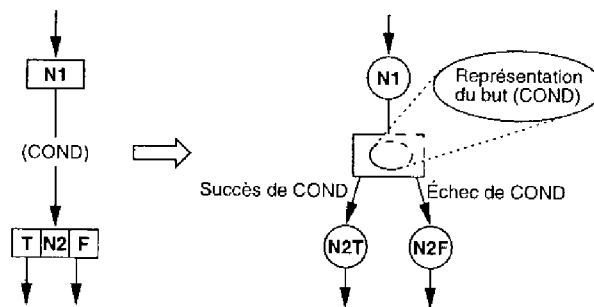 N1
(COND)
T N2 F
N1
Représentation
du but (COND)
Succès de COND
Échec de COND
N2T
N2F